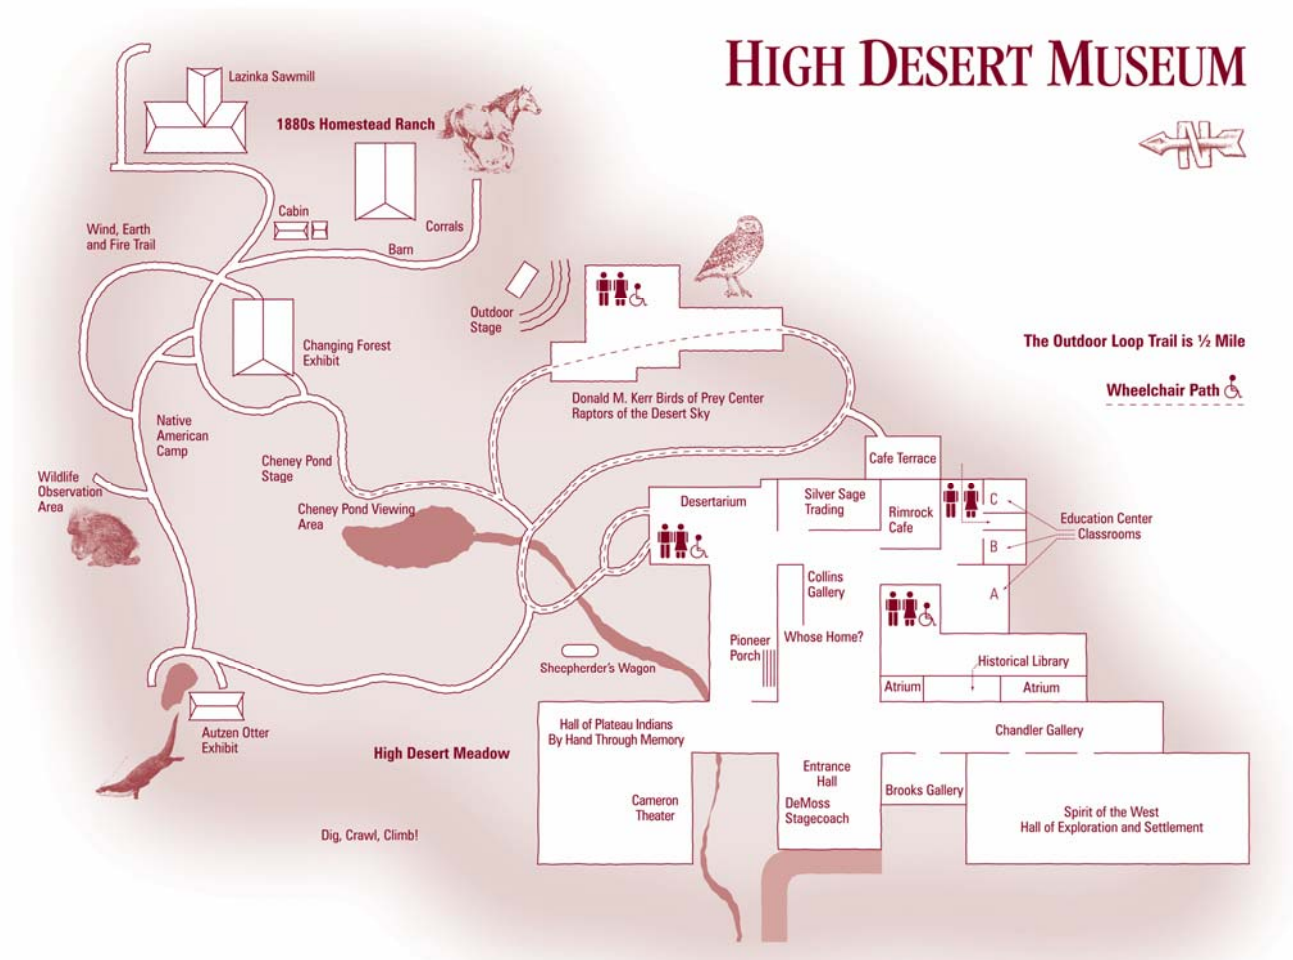 HIGH DESERT MUSEUM
N
Lazinka Sawmill
1880s Homestead Ranch
Cabin
Corrals
Barn
Wind, Earth
and Fire Trail
Outdoor
Stage
Changing Forest
Exhibit
The Outdoor Loop Trail is ½ Mile
Wheelchair Path
Donald M. Kerr Birds of Prey Center
Raptors of the Desert Sky
Native
American
Camp
Cheney Pond
Stage
Cafe Terrace
Wildlife
Observation
Area
Cheney Pond Viewing
Area
Desertarium
Silver Sage
Trading
Rimrock
Cafe
C
B
A
Education Center
Classrooms
Collins
Gallery
Whose Home?
Pioneer
Porch
Sheepherder's Wagon
Historical Library
Atrium
Atrium
Autzen Otter
Exhibit
High Desert Meadow
Hall of Plateau Indians
By Hand Through Memory
Chandler Gallery
Entrance
Hall
DeMoss
Stagecoach
Brooks Gallery
Cameron
Theater
Spirit of the West
Hall of Exploration and Settlement
Dig, Crawl, Climb!